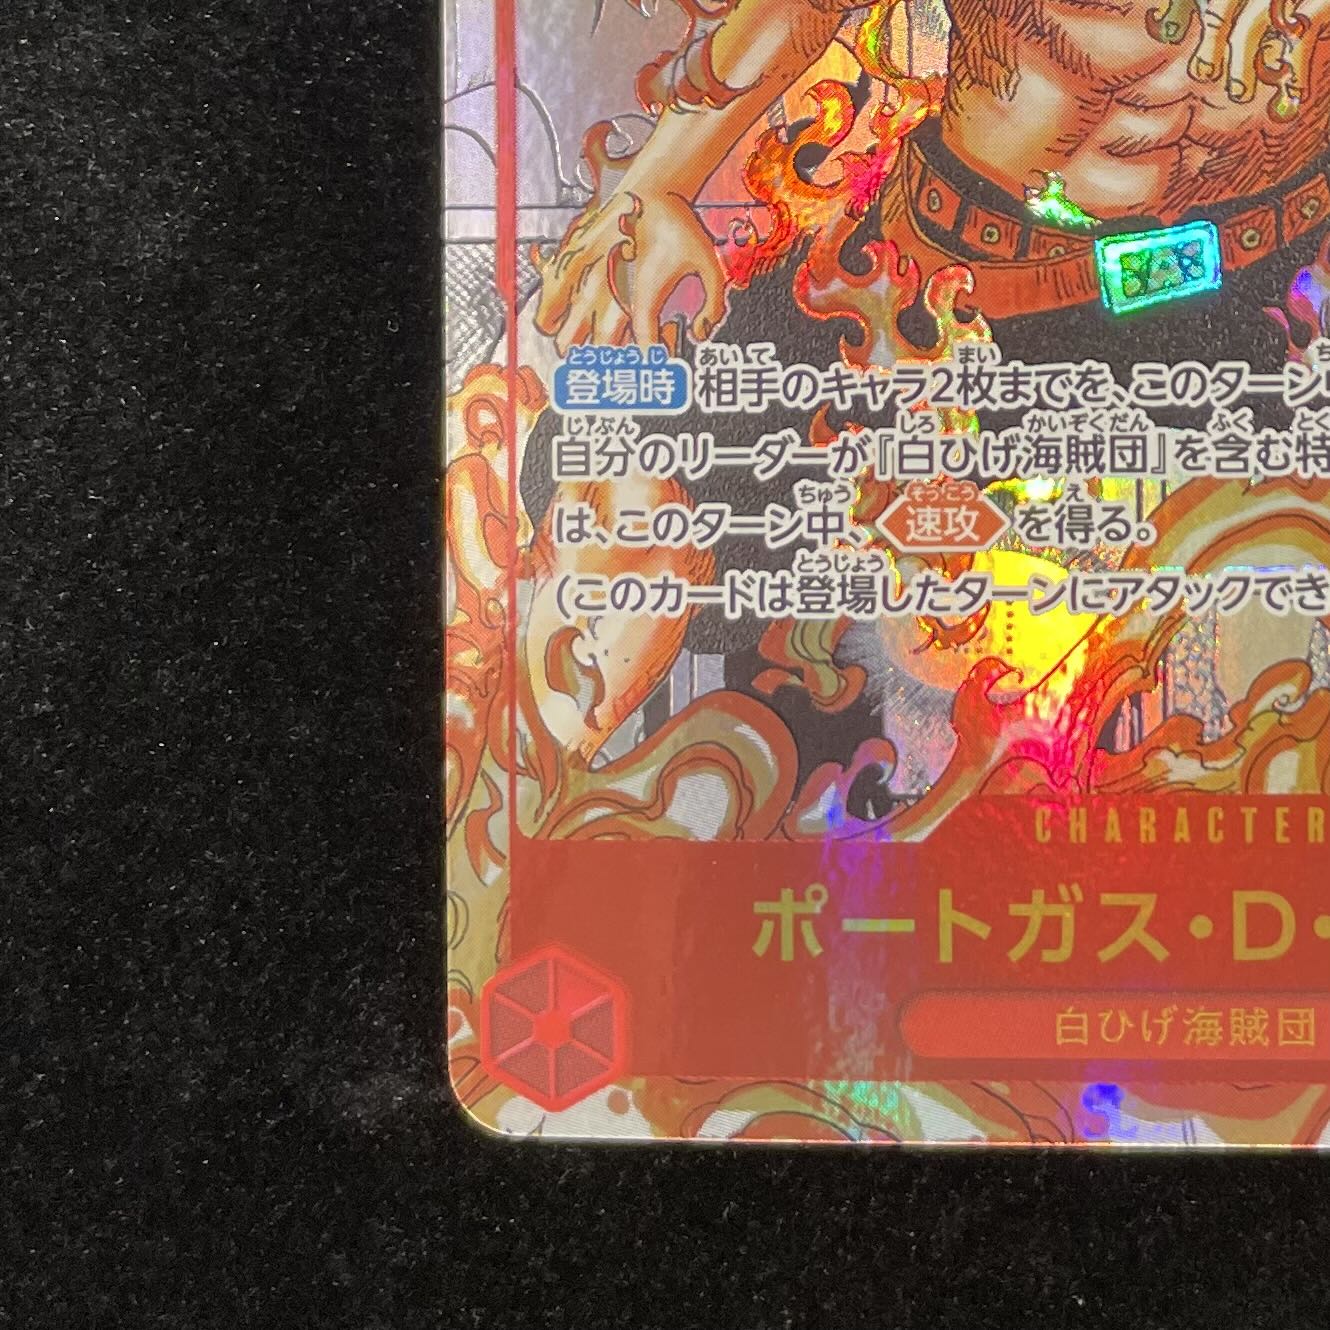 登場時 相手のキャラ2枚までを、このターン
自分のリーダーが『白ひげ海賊団』を含む特
は、このターン中、速攻を得る。
(このカードは登場したターンにアタックでき
CHARACTER
ポートガス・D・
白ひげ海賊団